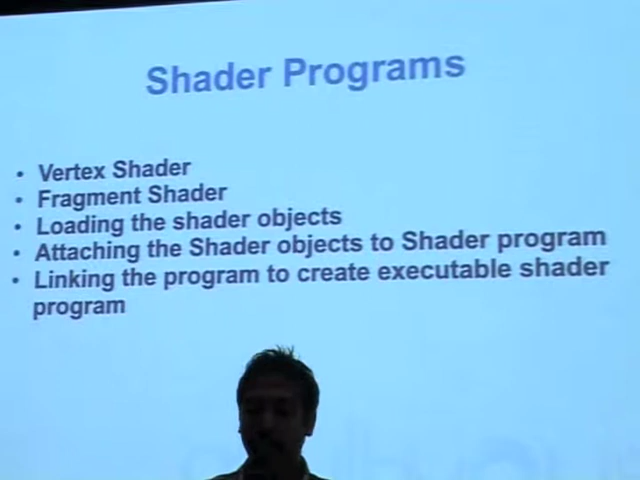 Shader Programs
• Vertex Shader
• Fragment Shader
• Loading the shader objects
• Attaching the Shader objects to Shader program
• Linking the program to create executable shader
program